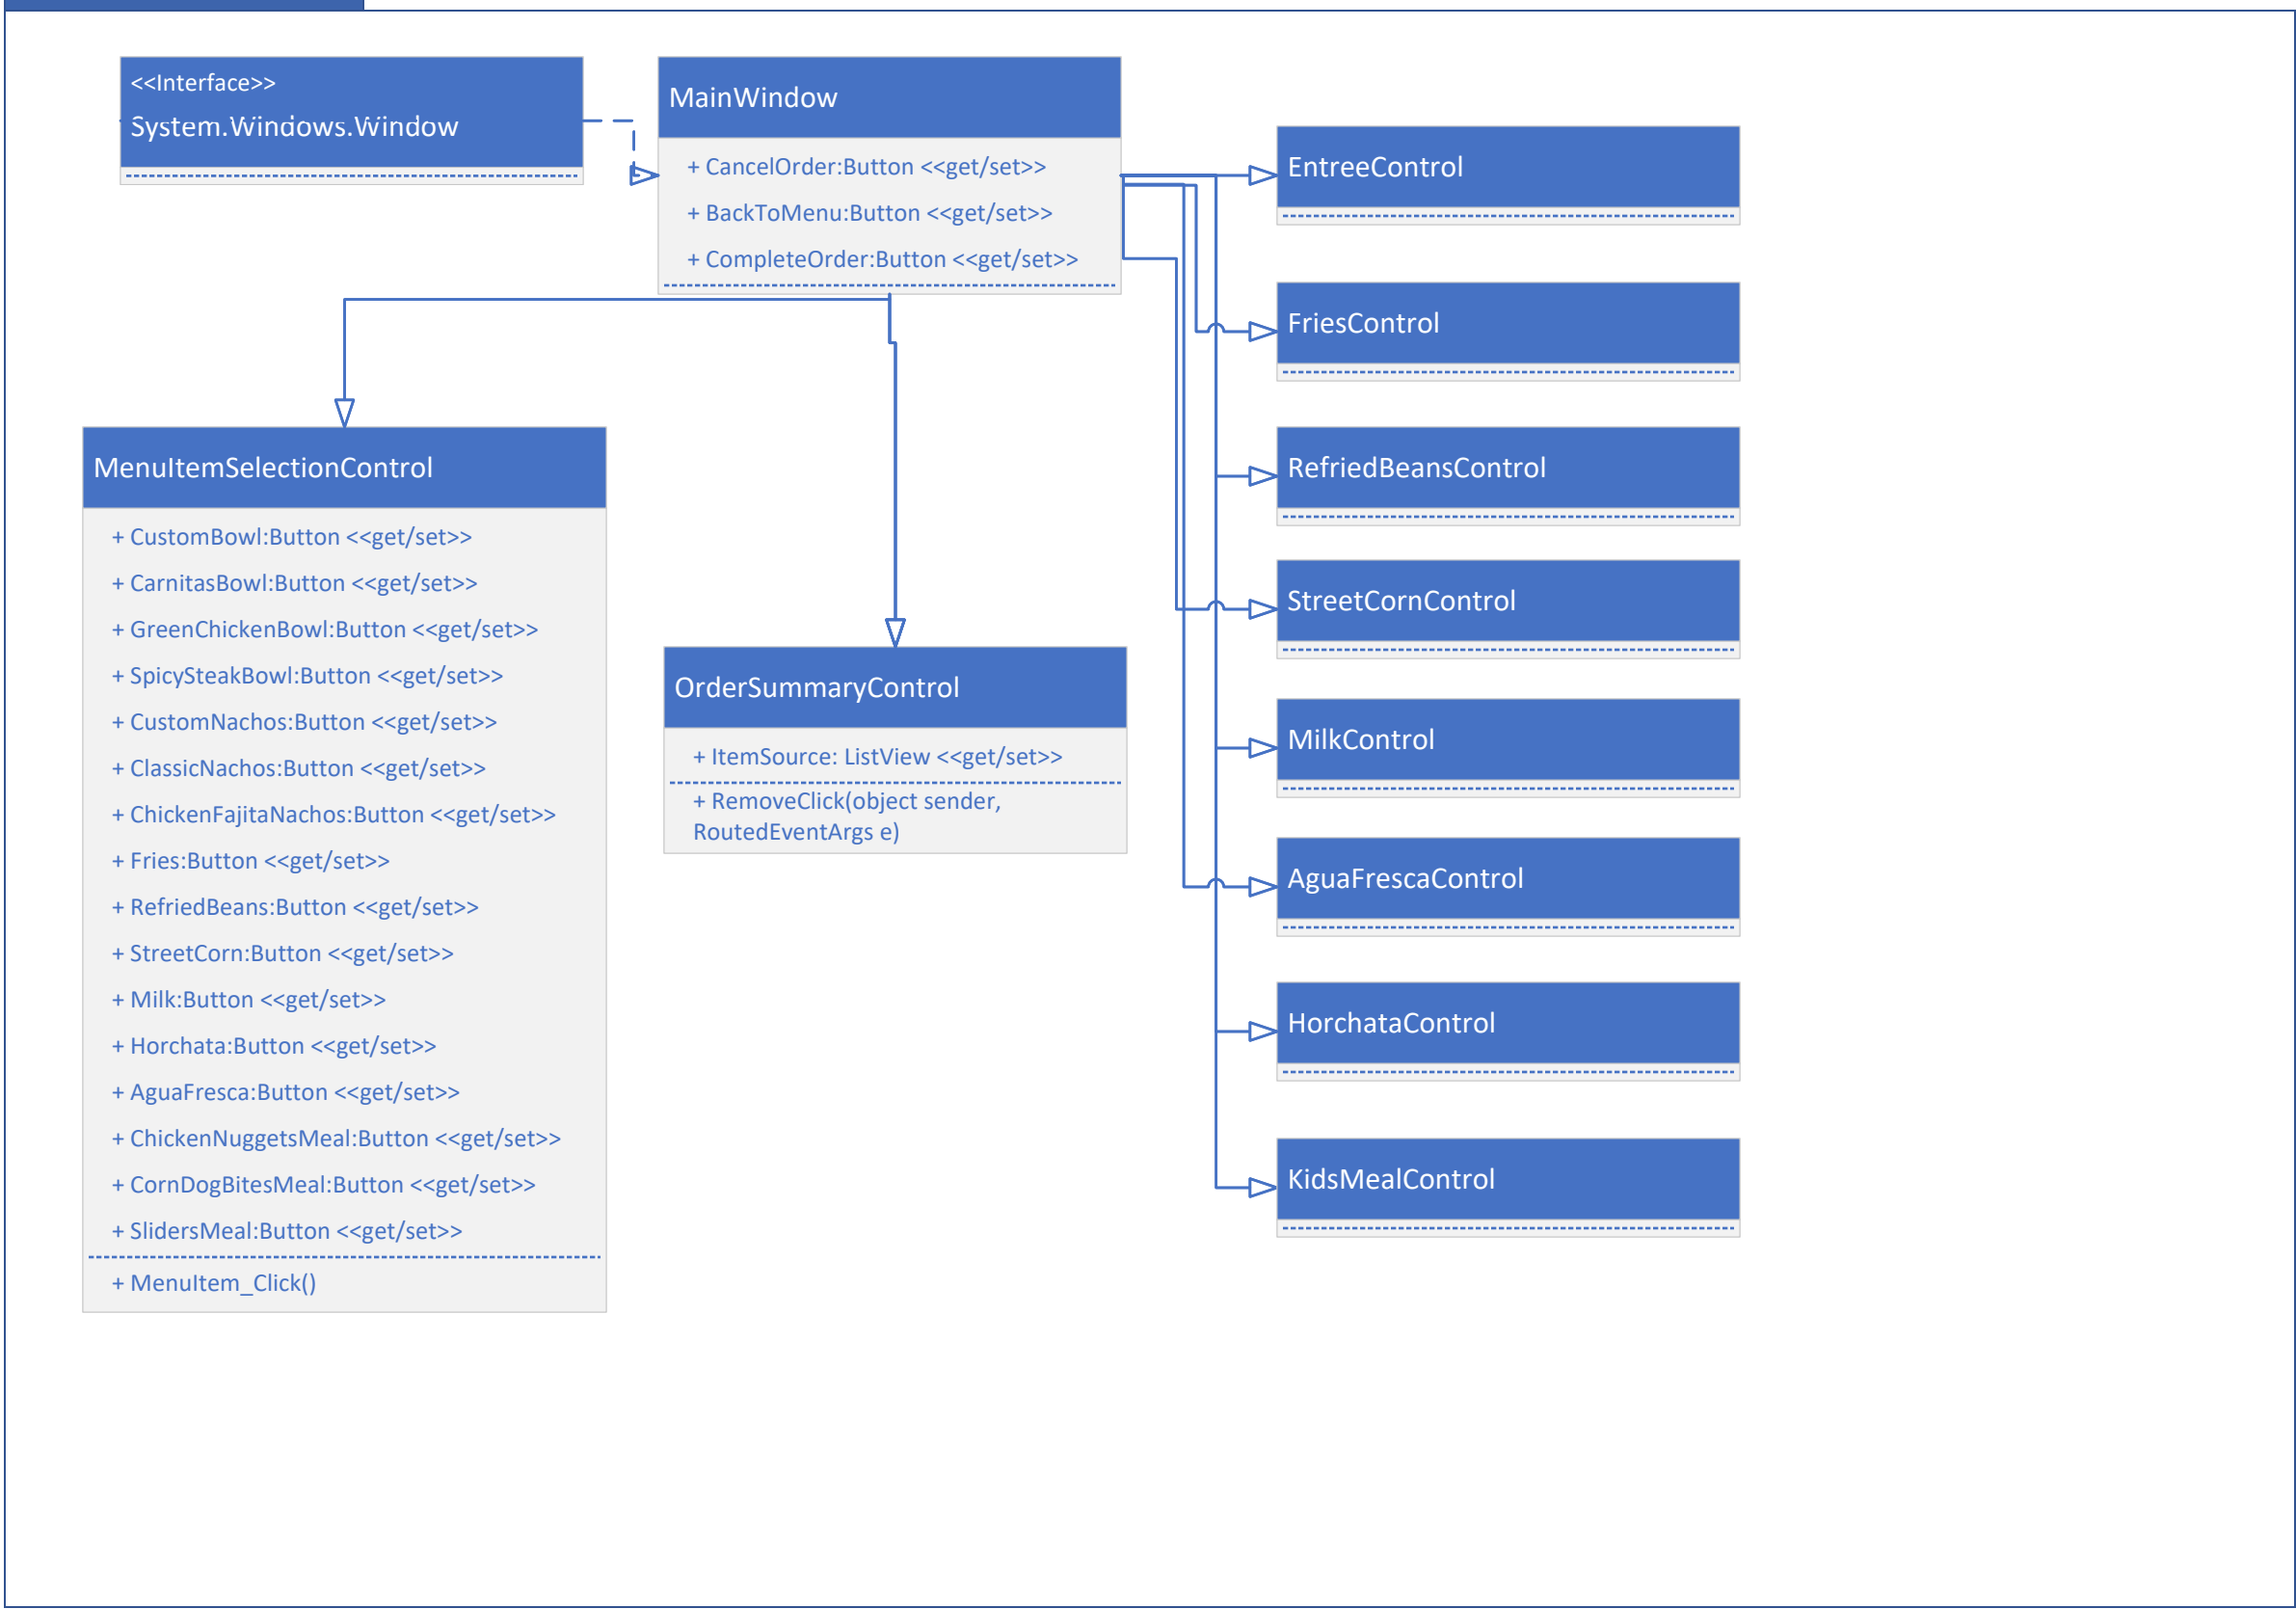 <<Interface>>
System.Windows.Window
MainWindow
+ CancelOrder:Button <<get/set>>
+ BackToMenu:Button <<get/set>>
+ CompleteOrder:Button <<get/set>>
EntreeControl
FriesControl
RefriedBeansControl
StreetCornControl
MilkControl
AguaFrescaControl
HorchataControl
KidsMealControl
MenuItemSelectionControl
+ CustomBowl:Button <<get/set>>
+ CarnitasBowl:Button <<get/set>>
+ GreenChickenBowl:Button <<get/set>>
+ SpicySteakBowl:Button <<get/set>>
+ CustomNachos:Button <<get/set>>
+ ClassicNachos:Button <<get/set>>
+ ChickenFajitaNachos:Button <<get/set>>
+ Fries:Button <<get/set>>
+ RefriedBeans:Button <<get/set>>
+ StreetCorn:Button <<get/set>>
+ Milk:Button <<get/set>>
+ Horchata:Button <<get/set>>
+ AguaFresca:Button <<get/set>>
+ ChickenNuggetsMeal:Button <<get/set>>
+ CornDogBitesMeal:Button <<get/set>>
+ SlidersMeal:Button <<get/set>>
+ MenuItem_Click()
OrderSummaryControl
+ ItemSource: ListView <<get/set>>
+ RemoveClick(object sender,
RoutedEventArgs e)